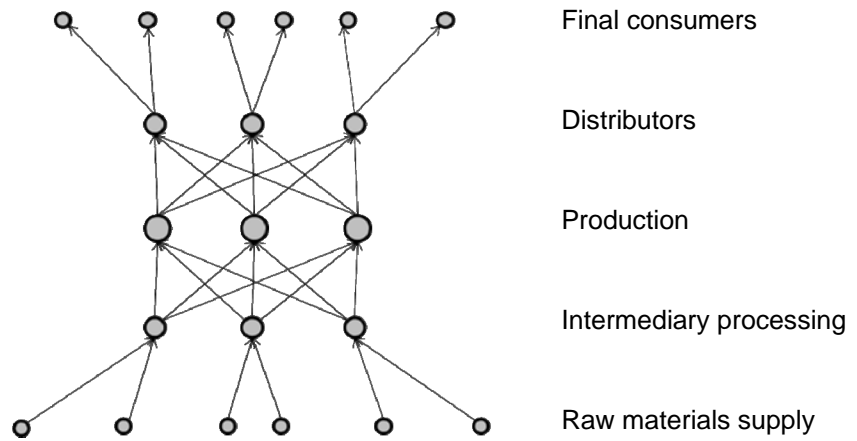 Final consumers
Distributors
Production
Intermediary processing
Raw materials supply